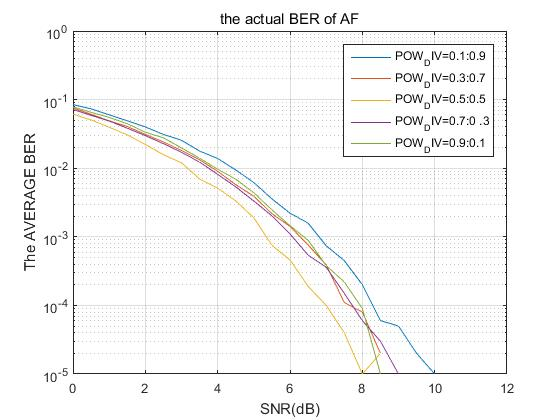 the actual BER of AF
10^0
10^-1
10^-2
10^-3
10^-4
10^-5
The AVERAGE BER
POW_DIV=0.1:0.9
POW_DIV=0.3:0.7
POW_DIV=0.5:0.5
POW_DIV=0.7:0 .3
POW_DIV=0.9:0.1
0 2 4 6 8 10 12
SNR(dB)